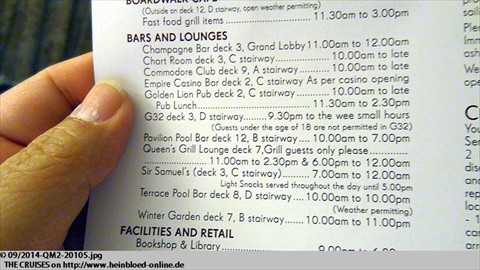 BOARDWALK CAFE
(Outside on deck 12, D stairway, open weather permitting)
Fast food grill items .................. 11.30am to 3.00pm
BARS AND LOUNGES
Champagne Bar deck 3, Grand Lobby 11.00am to 12.00am
Chart Room deck 3, C stairway .............. 10.00am to late
Commodore Club deck 9, A stairway ........ 10.00am to late
Empire Casino Bar deck 2, C stairway As per casino opening
Golden Lion Pub deck 2, C stairway ........ 10.00am to late
Pub Lunch .............................. 11.30am to 2.30pm
G32 deck 3, D stairway ........ 9.30pm to the wee small hours
(Guests under the age of 18 are not permitted in G32)
Pavilion Pool Bar deck 12, B stairway .... 10.00am to 7.00pm
Queen's Grill Lounge deck 7, Grill guests only please ............
.................. 11.00am to 2.30pm & 6.00pm to 12.00am
Sir Samuel's (deck 3, C stairway) ........ 7.00am to 12.00am
Light Snacks served throughout the day until 5.00pm
Terrace Pool Bar deck 8, D stairway .... 10.00am to 10.00pm
(Weather permitting)
Winter Garden deck 7, B stairway ..... 10.00am to 11.00pm
FACILITIES AND RETAIL
Bookshop & Library .................. 9.00am to 6.00
© 09/2014-QM2-20105.jpg
THE CRUISES on http://www.heinbloed-online.de